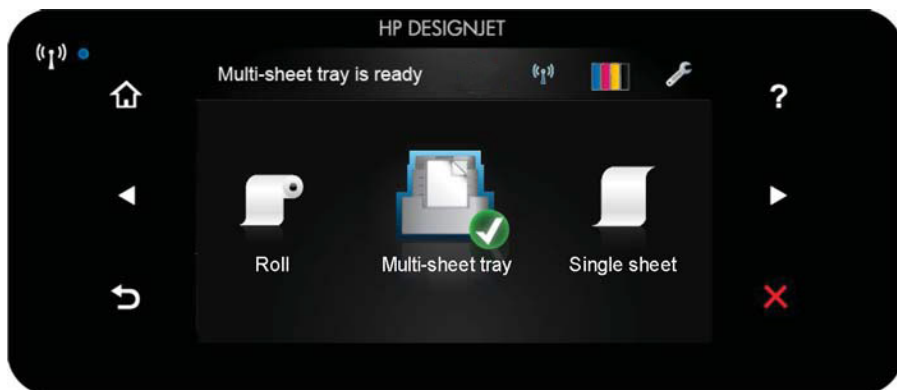 HP DESIGNJET
Multi-sheet tray is ready
?
Roll
Multi-sheet tray
Single sheet